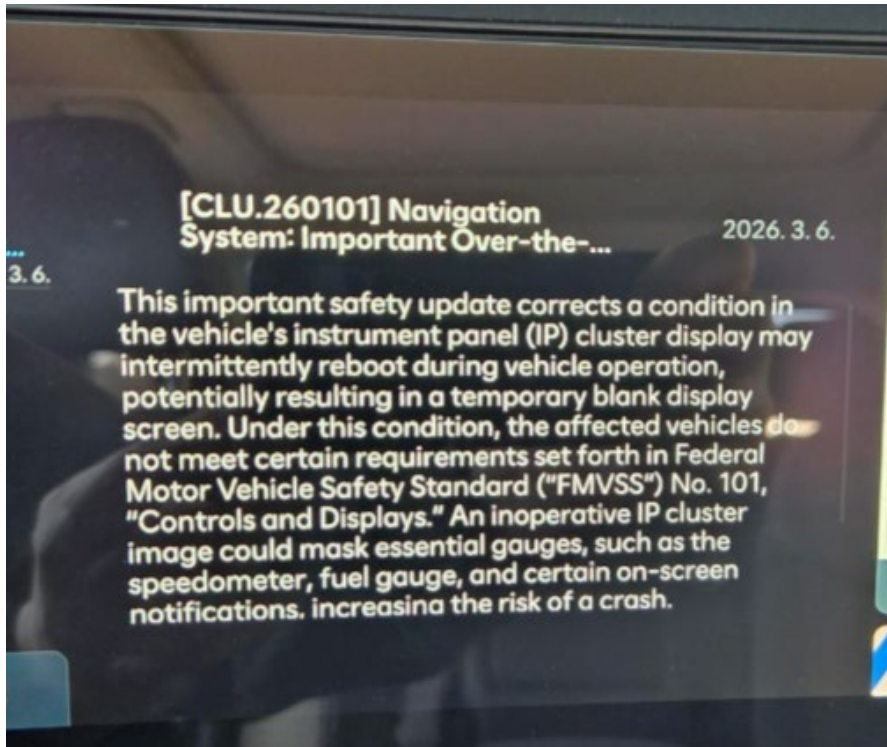 [CLU.260101] Navigation
System: Important Over-the-...
2026. 3. 6.
...
3. 6.
This important safety update corrects a condition in
the vehicle's instrument panel (IP) cluster display may
intermittently reboot during vehicle operation,
potentially resulting in a temporary blank display
screen. Under this condition, the affected vehicles do
not meet certain requirements set forth in Federal
Motor Vehicle Safety Standard ("FMVSS") No. 101,
"Controls and Displays." An inoperative IP cluster
image could mask essential gauges, such as the
speedometer, fuel gauge, and certain on-screen
notifications, increasing the risk of a crash.